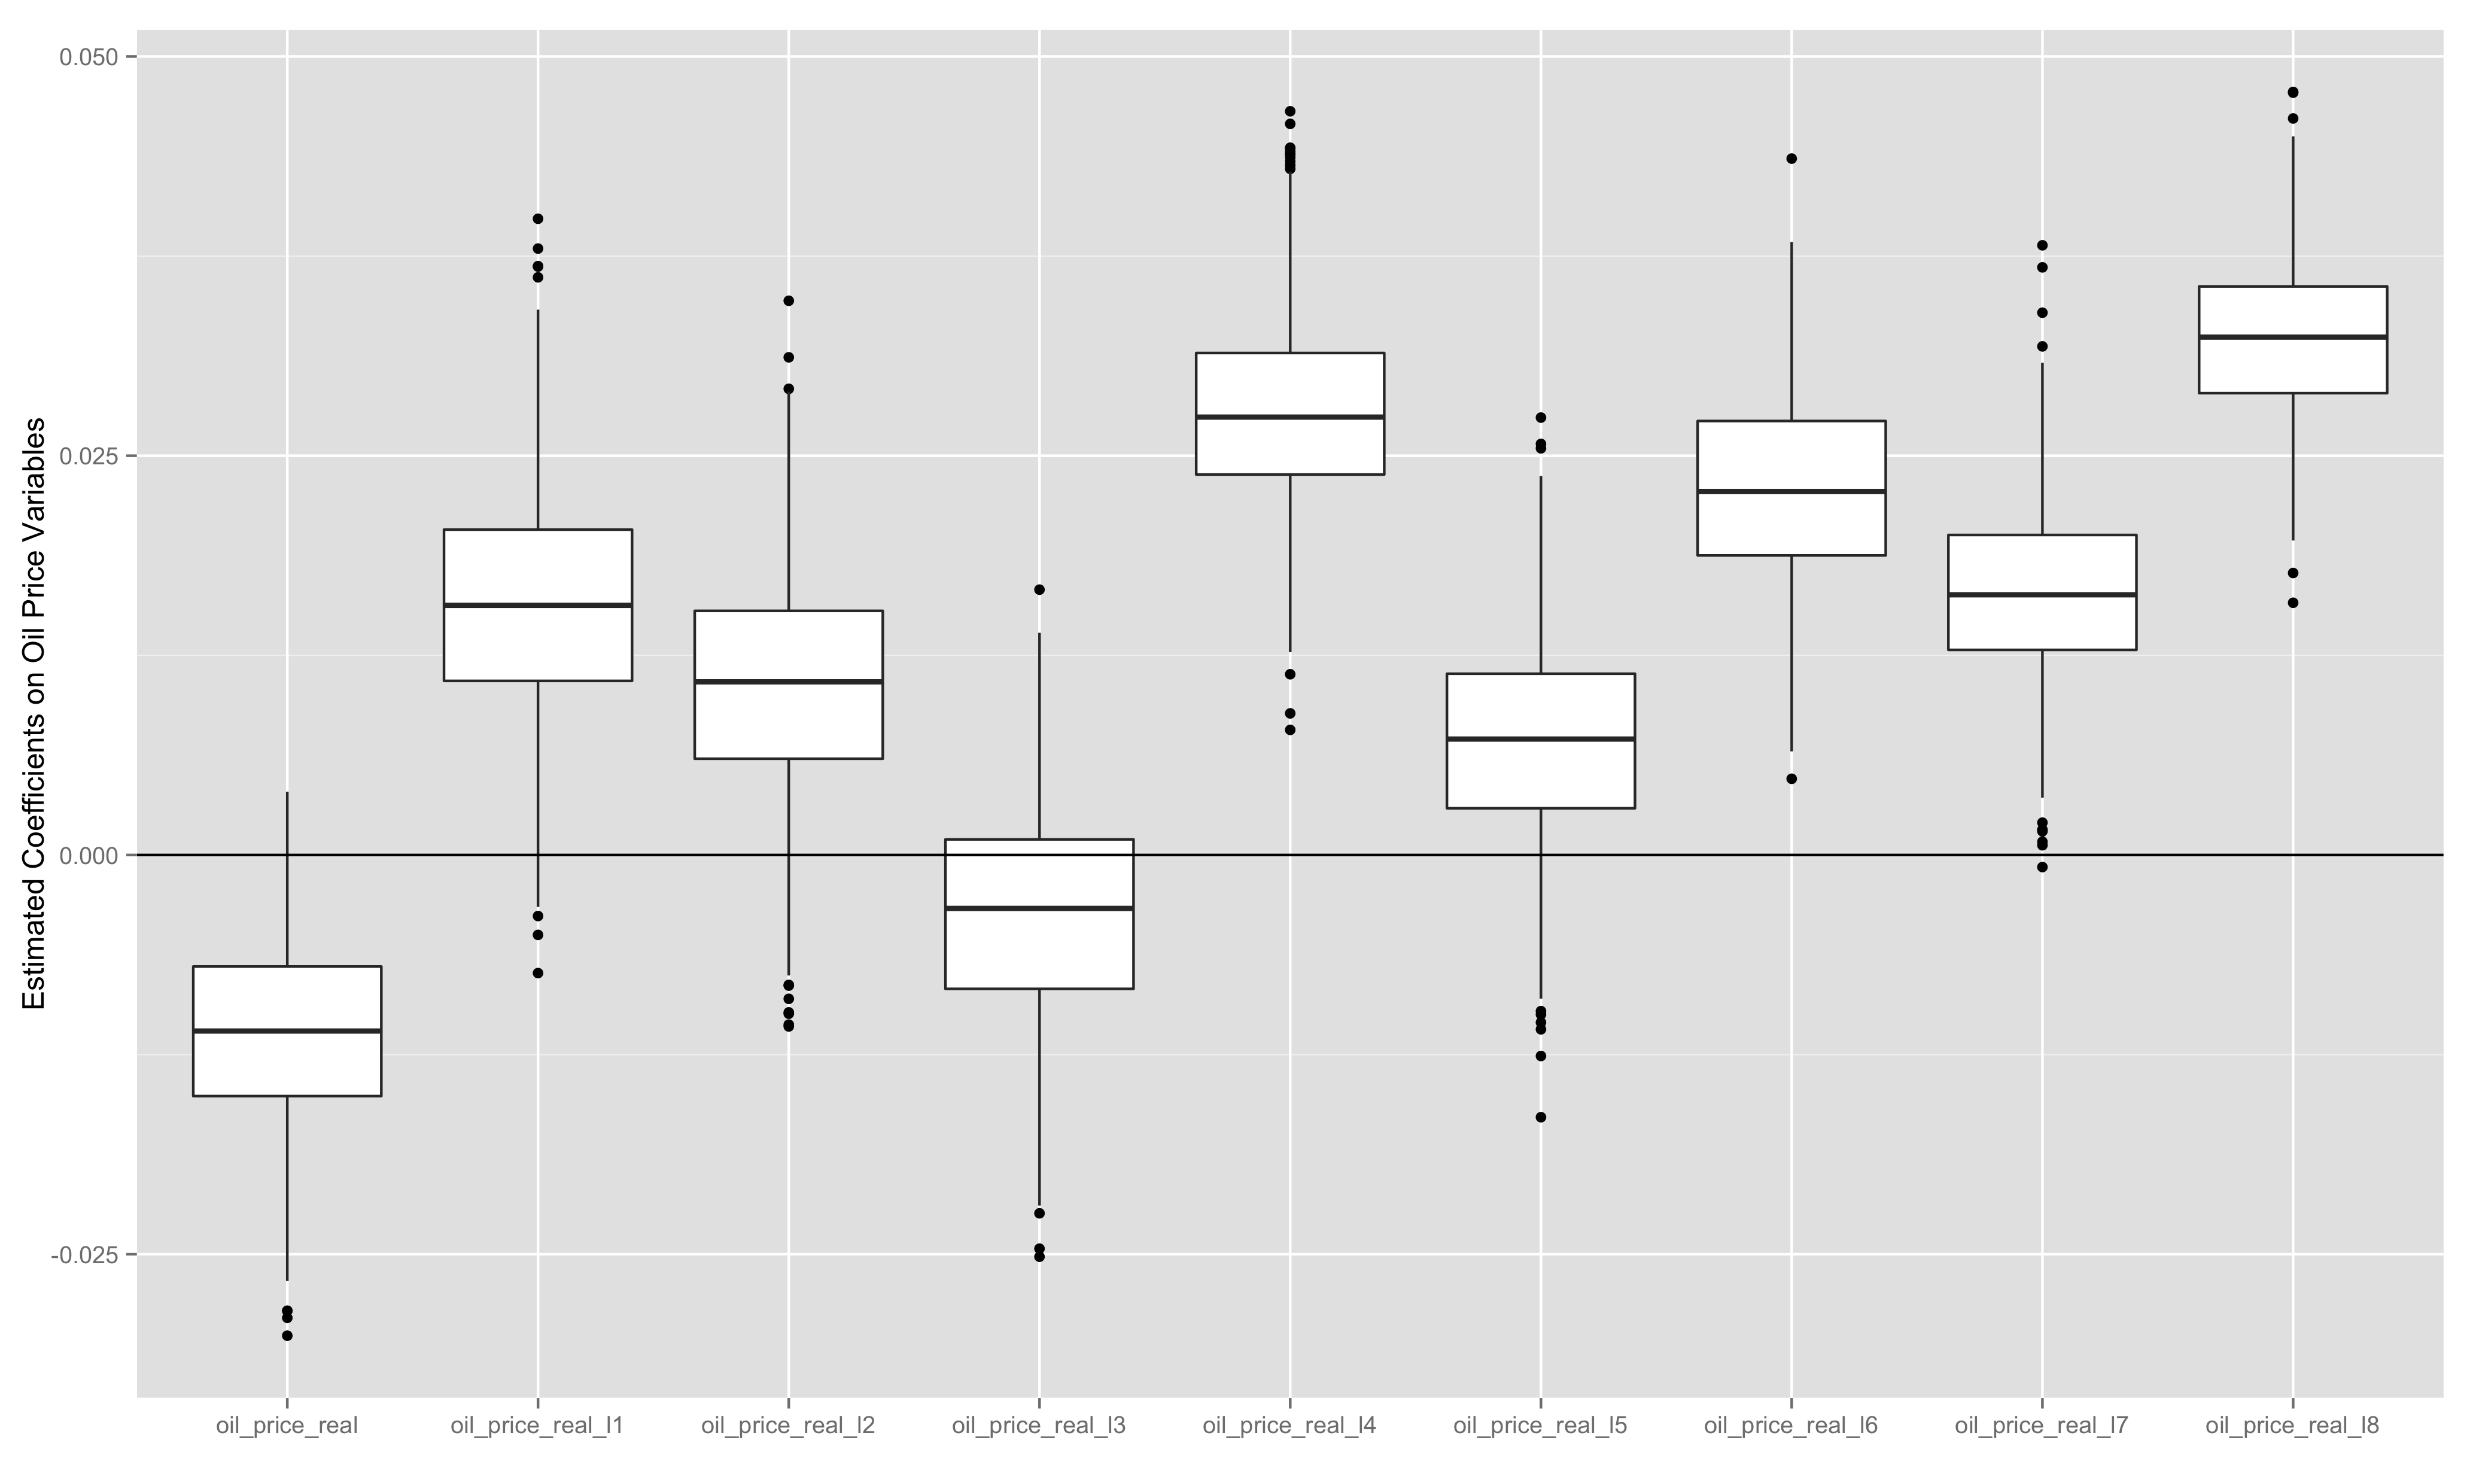 Estimated Coefficients on Oil Price Variables
0.050
0.025
0.000
-0.025
oil_price_real
oil_price_real_l1
oil_price_real_l2
oil_price_real_l3
oil_price_real_l4
oil_price_real_l5
oil_price_real_l6
oil_price_real_l7
oil_price_real_l8